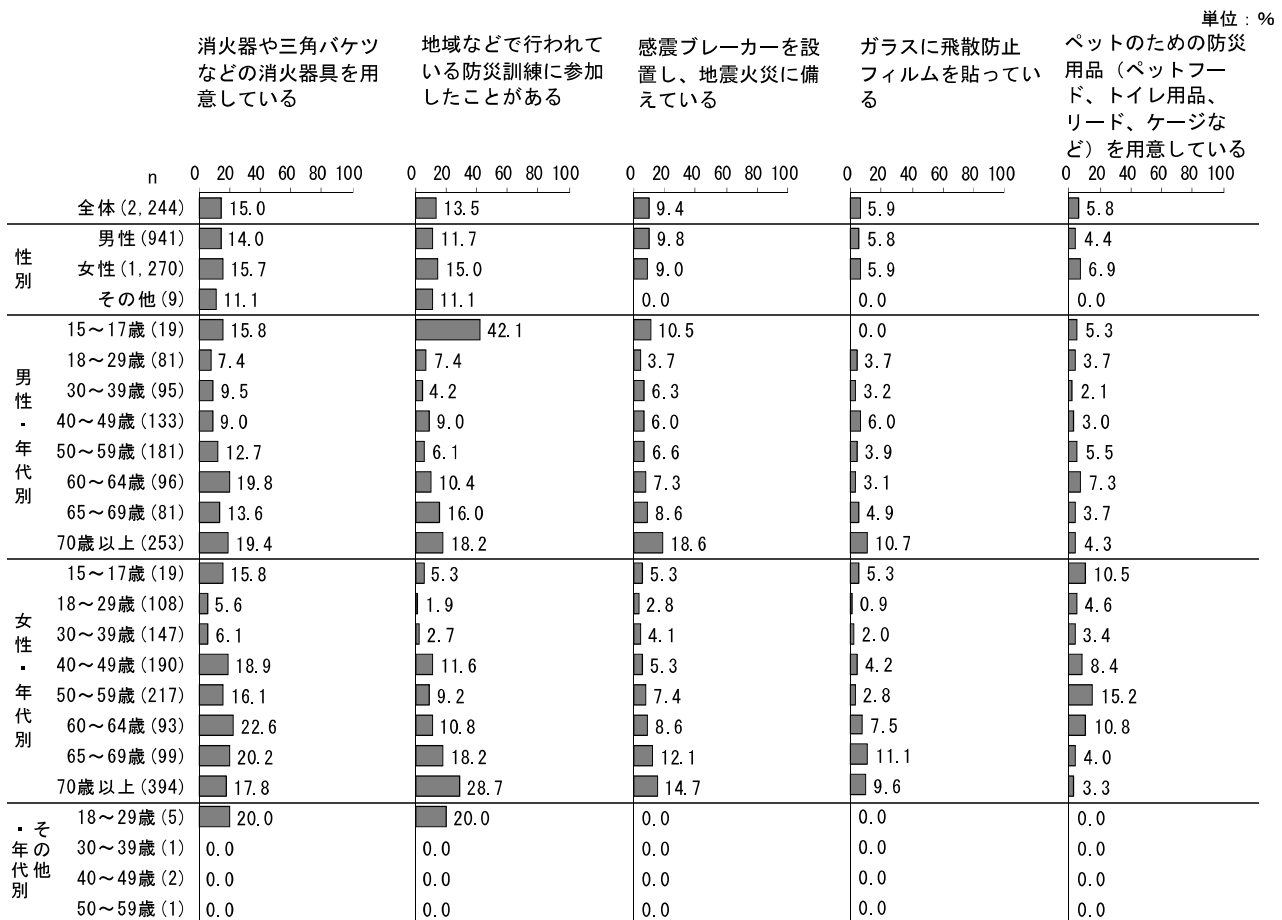 単位：%
消火器や三角バケツ
などの消火器具を用
意している
地域などで行われて
いる防災訓練に参加
したことがある
感震ブレーカーを設
置し、地震火災に備
えている
ガラスに飛散防止
フィルムを貼ってい
る
ペットのための防災
用品（ペットフー
ド、トイレ用品、
リード、ケージな
ど）を用意している
n
0 20 40 60 80 100 0 20 40 60 80 100 0 20 40 60 80 100 0 20 40 60 80 100 0 20 40 60 80 100
全体(2,244) 15.0 13.5 9.4 5.9 5.8
性別
男性(941) 14.0 11.7 9.8 5.8 4.4
女性(1,270) 15.7 15.0 9.0 5.9 6.9
その他(9) 11.1 11.1 0.0 0.0 0.0
男性・年代別
15～17歳(19) 15.8 42.1 10.5 0.0 5.3
18～29歳(81) 7.4 7.4 3.7 3.7 3.7
30～39歳(95) 9.5 4.2 6.3 3.2 2.1
40～49歳(133) 9.0 9.0 6.0 6.0 3.0
50～59歳(181) 12.7 6.1 6.6 3.9 5.5
60～64歳(96) 19.8 10.4 7.3 3.1 7.3
65～69歳(81) 13.6 16.0 8.6 4.9 3.7
70歳以上(253) 19.4 18.2 18.6 10.7 4.3
女性・年代別
15～17歳(19) 15.8 5.3 5.3 5.3 10.5
18～29歳(108) 5.6 1.9 2.8 0.9 4.6
30～39歳(147) 6.1 2.7 4.1 2.0 3.4
40～49歳(190) 18.9 11.6 5.3 4.2 8.4
50～59歳(217) 16.1 9.2 7.4 2.8 15.2
60～64歳(93) 22.6 10.8 8.6 7.5 10.8
65～69歳(99) 20.2 18.2 12.1 11.1 4.0
70歳以上(394) 17.8 28.7 14.7 9.6 3.3
その他
・年代別
18～29歳(5) 20.0 20.0 0.0 0.0 0.0
30～39歳(1) 0.0 0.0 0.0 0.0 0.0
40～49歳(2) 0.0 0.0 0.0 0.0 0.0
50～59歳(1) 0.0 0.0 0.0 0.0 0.0